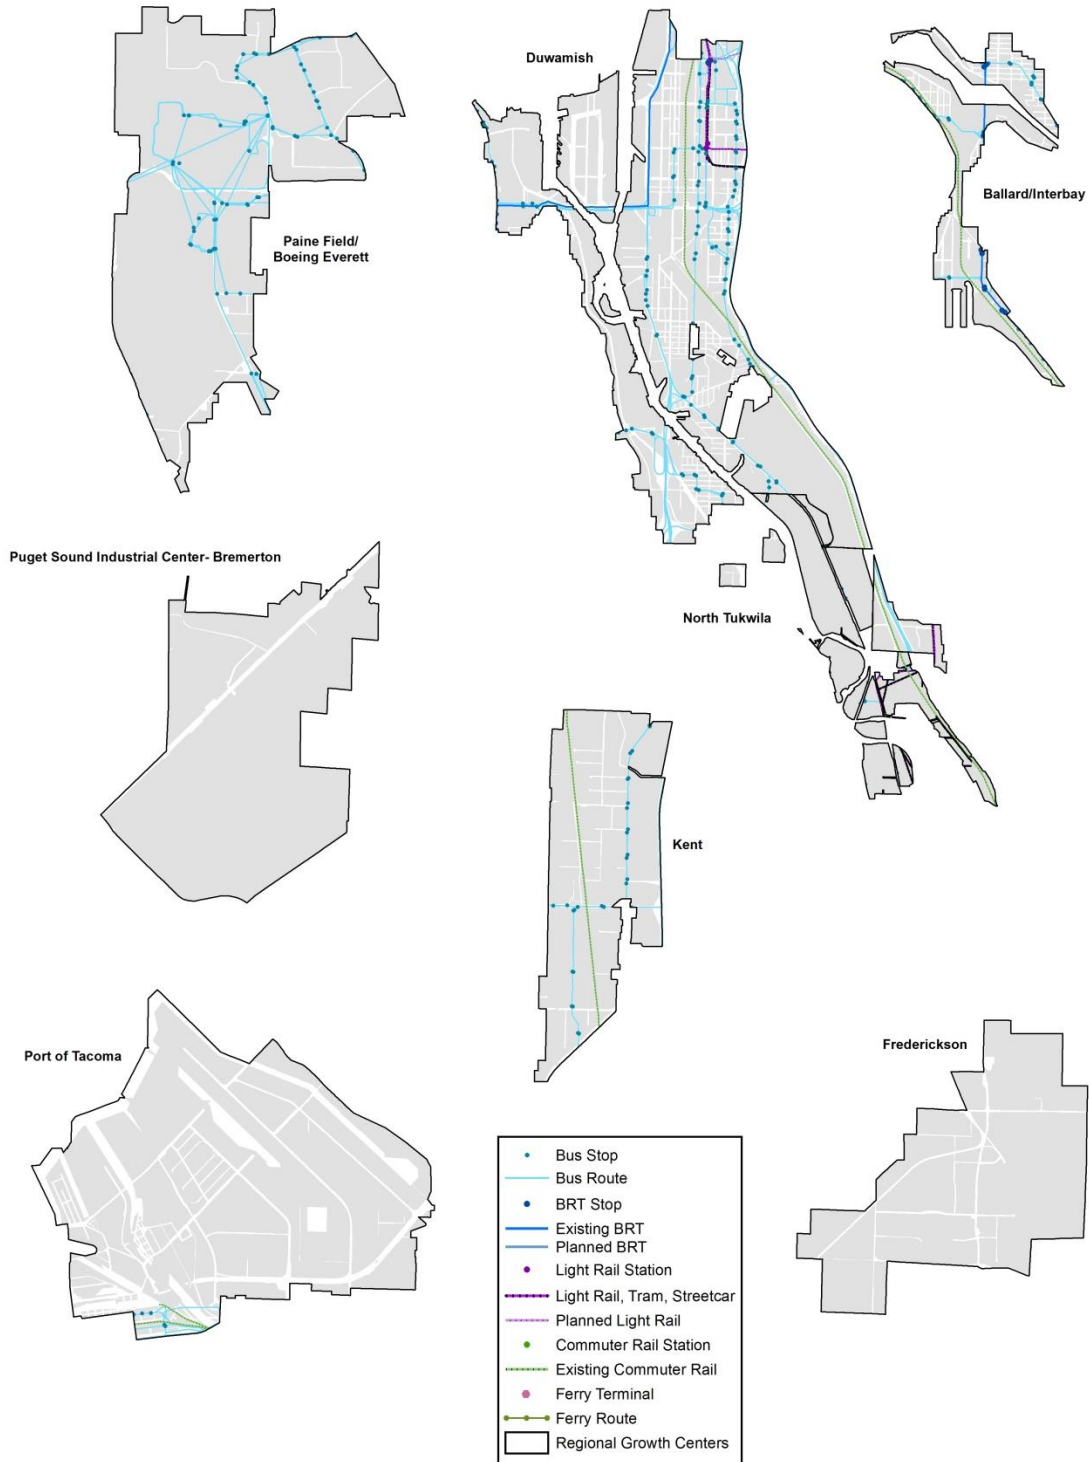 Duwamish
Ballard/Interbay
Paine Field/
Boeing Everett
Puget Sound Industrial Center- Bremerton
North Tukwila
Kent
Port of Tacoma
Frederickson
Bus Stop
Bus Route
BRT Stop
Existing BRT
Planned BRT
Light Rail Station
Light Rail, Tram, Streetcar
Planned Light Rail
Commuter Rail Station
Existing Commuter Rail
Ferry Terminal
Ferry Route
Regional Growth Centers